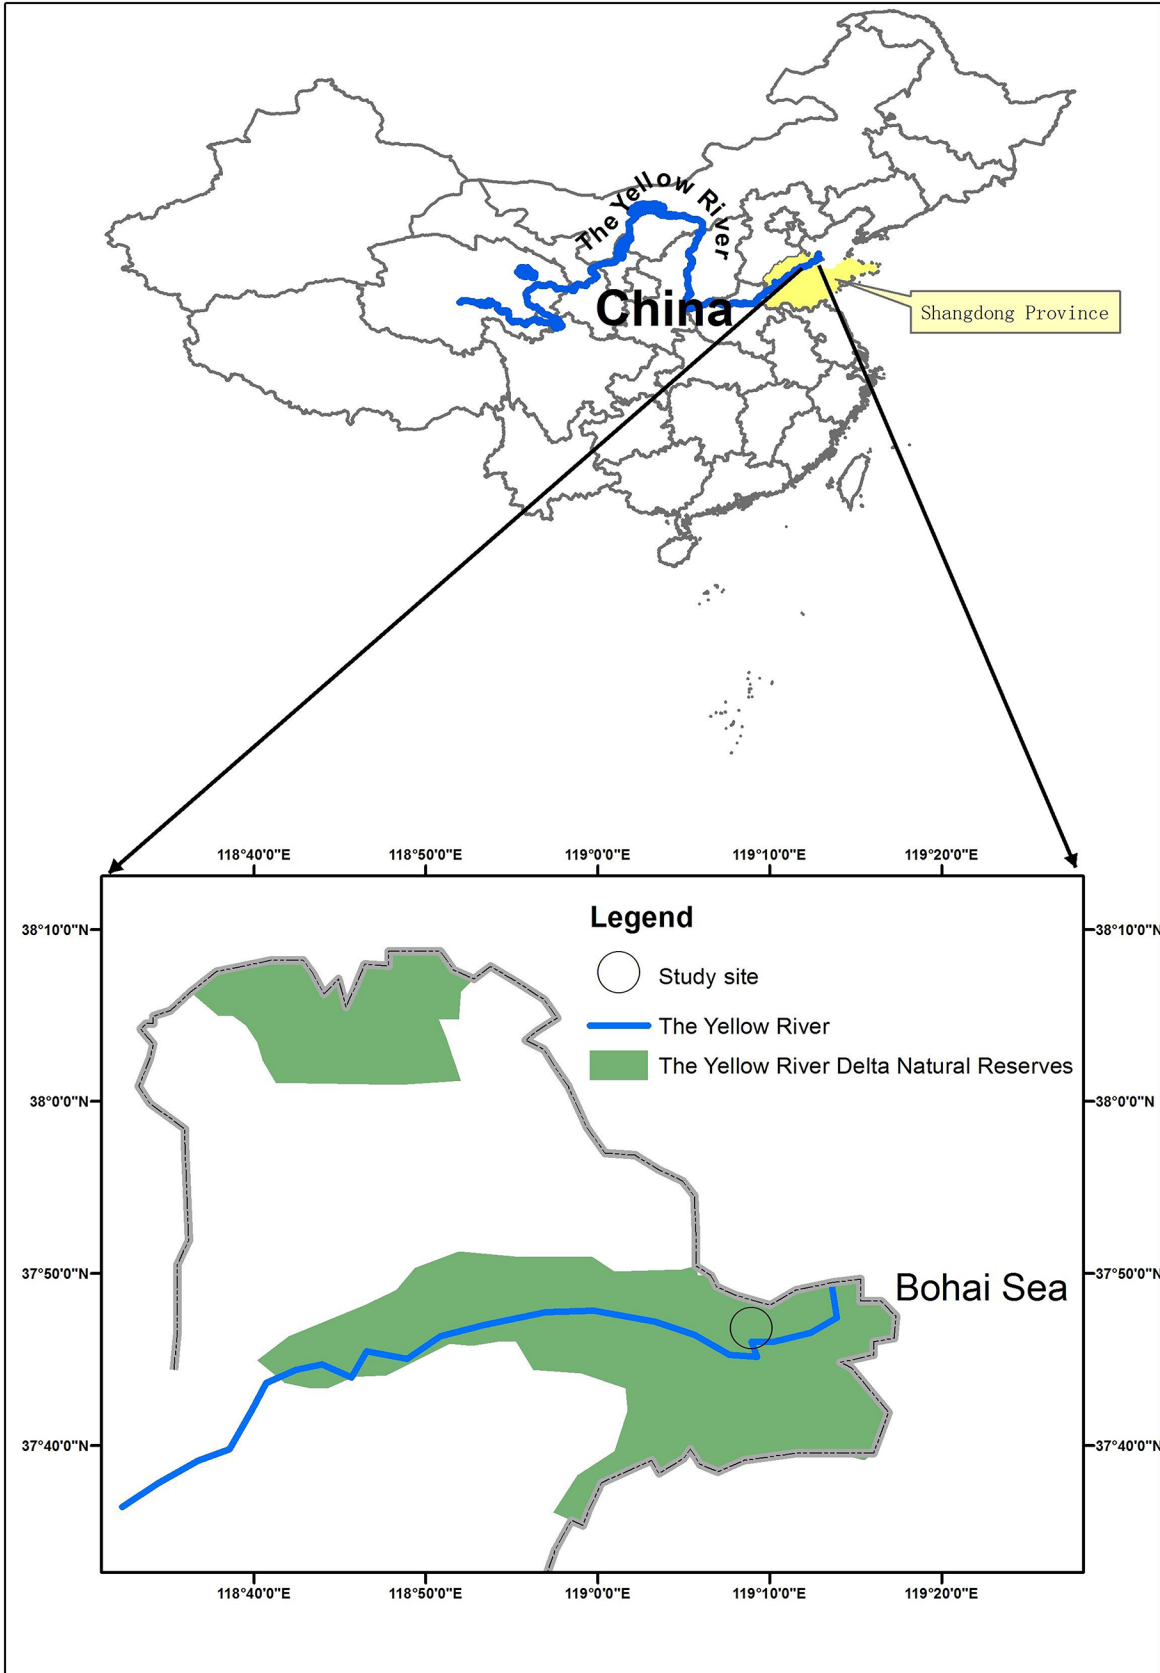 The Yellow River
China
Shangdong Province
118°40'0"E 118°50'0"E 119°0'0"E 119°10'0"E 119°20'0"E
38°10'0"N 38°10'0"N
Legend
Study site
The Yellow River
The Yellow River Delta Natural Reserves
38°0'0"N 38°0'0"N
37°50'0"N 37°50'0"N
Bohai Sea
37°40'0"N 37°40'0"N
118°40'0"E 118°50'0"E 119°0'0"E 119°10'0"E 119°20'0"E